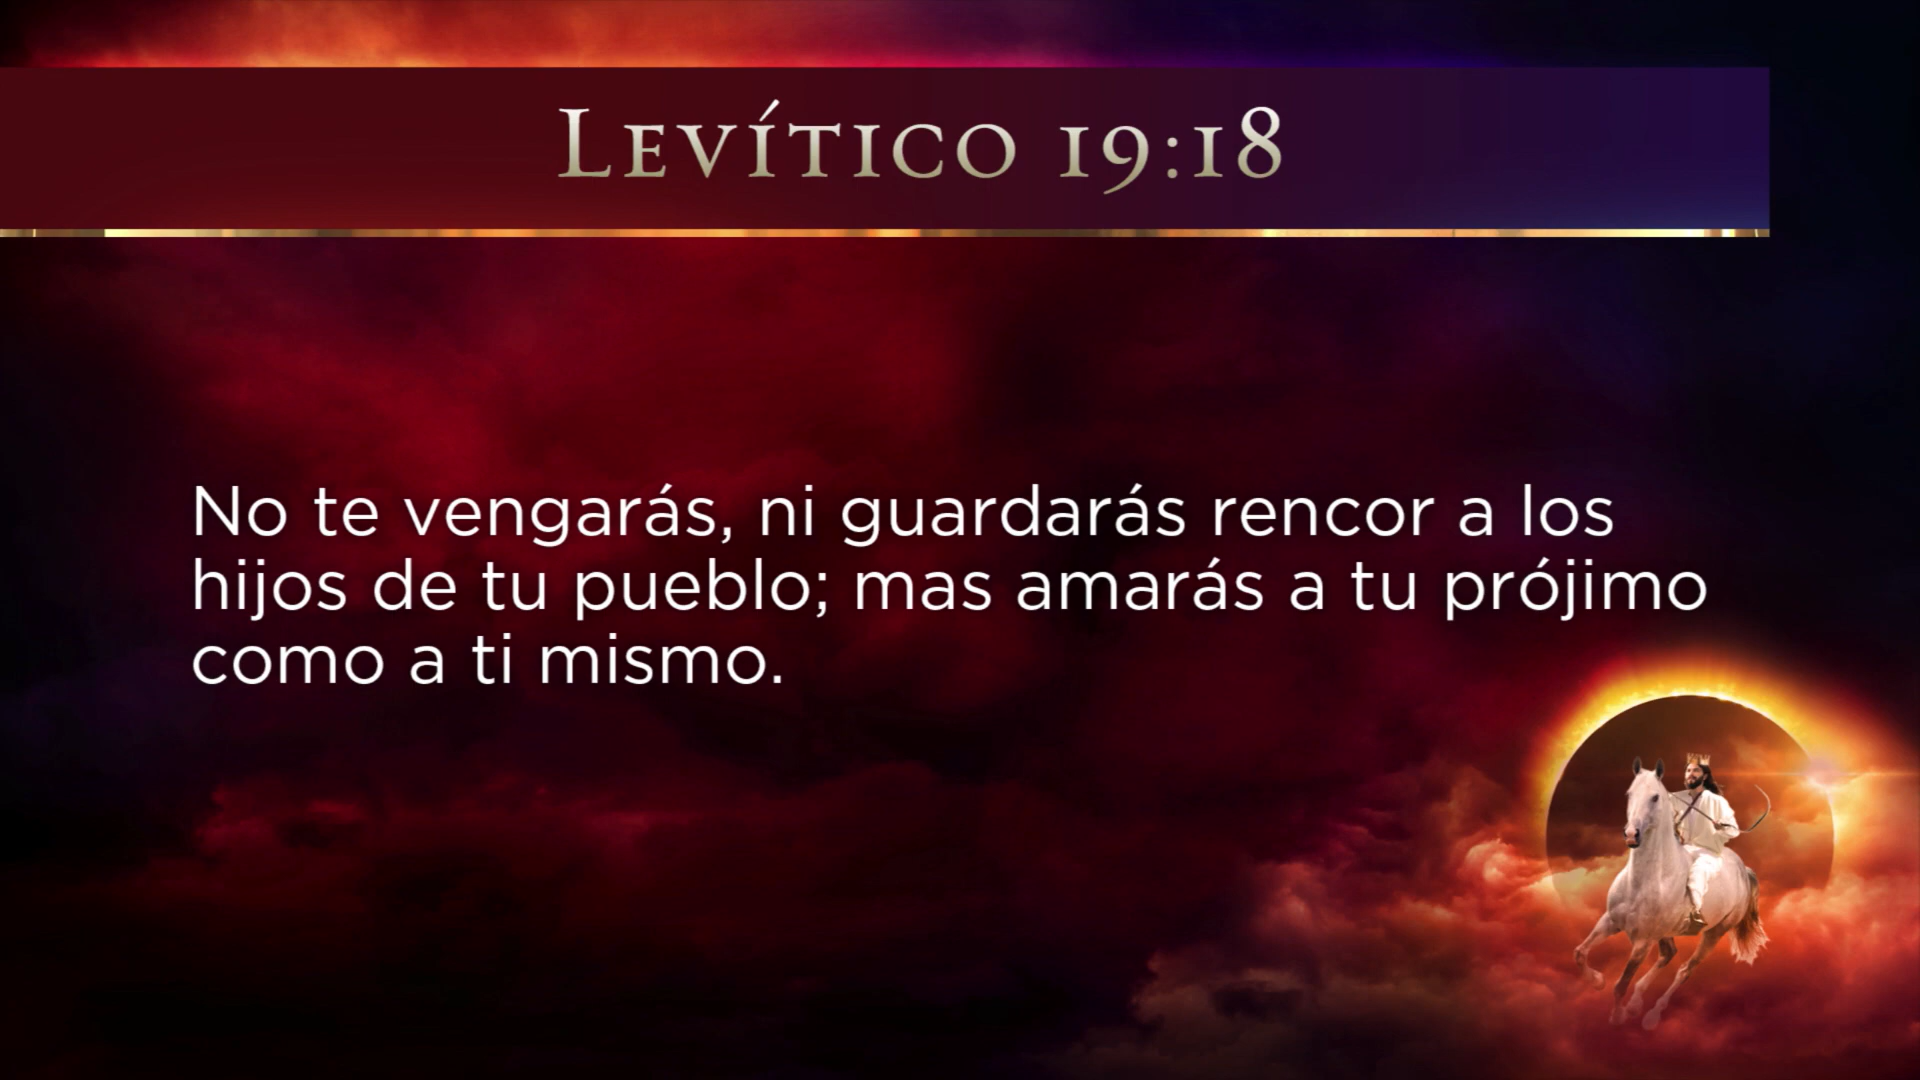 Levítico 19:18
No te vengarás, ni guardarás rencor a los
hijos de tu pueblo; mas amarás a tu prójimo
como a ti mismo.